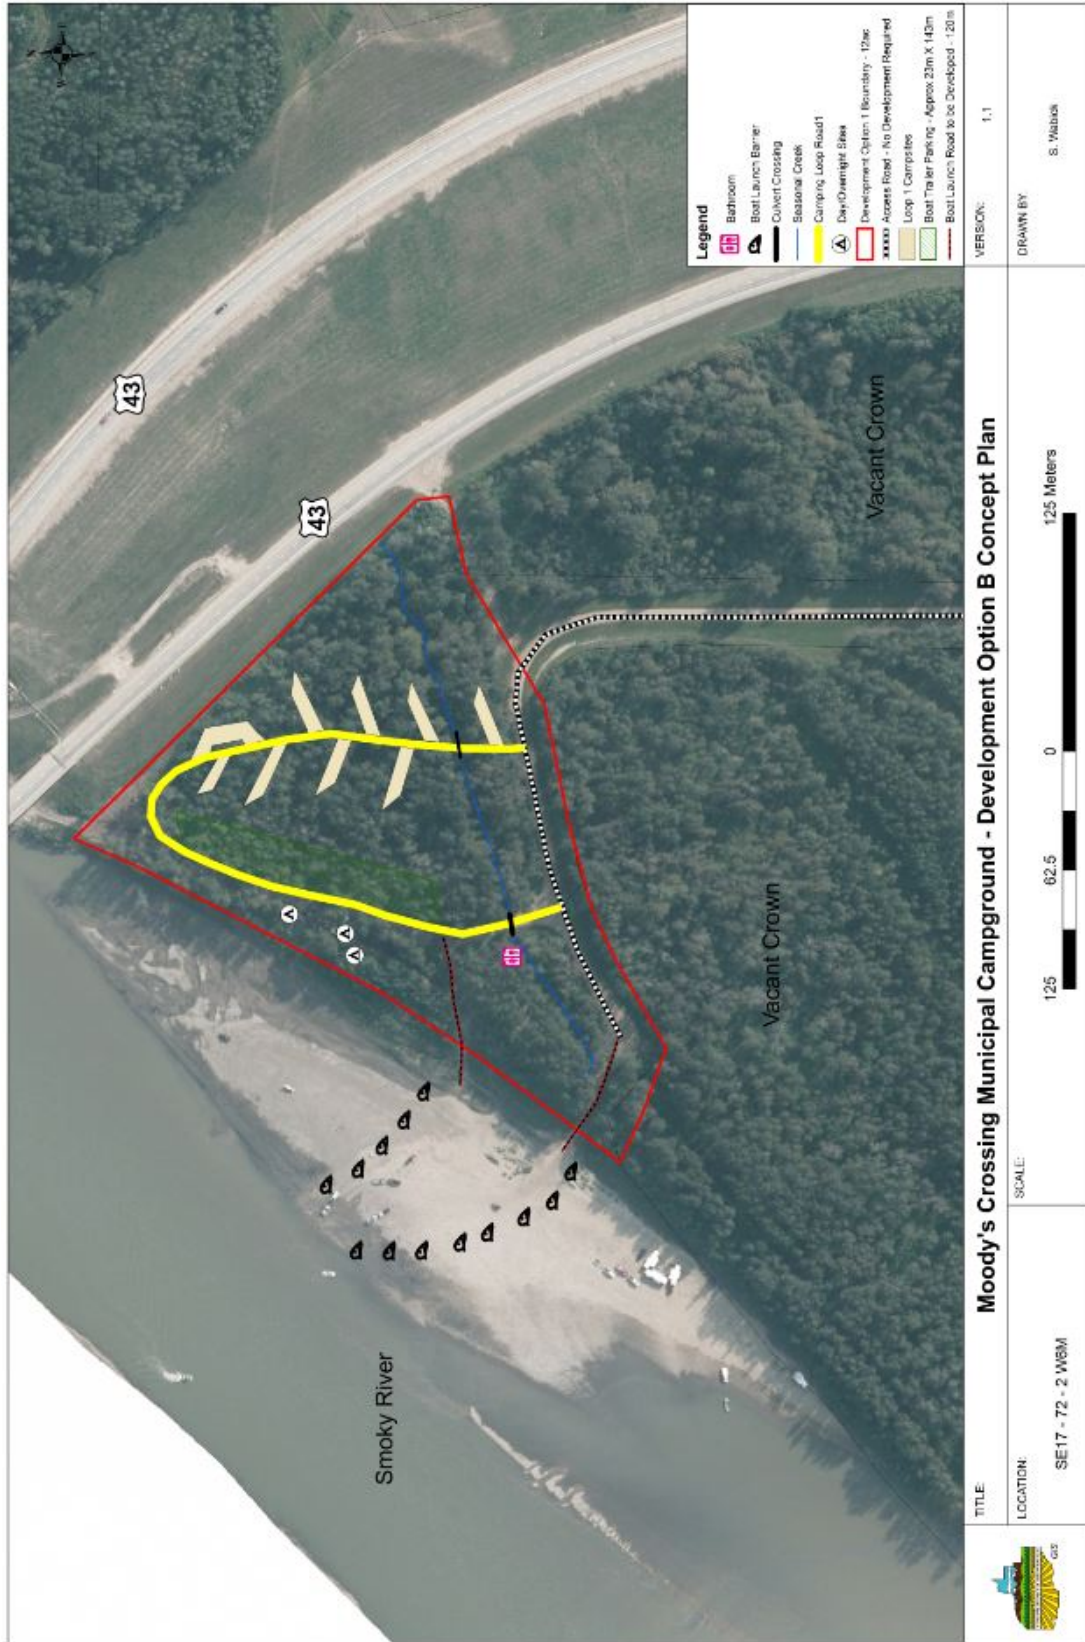 43
43
Smoky River
Vacant Crown
Vacant Crown
Legend
Bathroom
Boat Launch Barrier
Culvert Crossing
Seasonal Creek
Camping Loop Road1
Day/Overnight Sites
Development Option 1 Boundary - 12ac
Access Road - No Development Required
Loop 1 Campsites
Boat Trailer Parking - Approx 23m X 143m
Boat Launch Road to be Developed - 120m
TITLE:
Moody's Crossing Municipal Campground - Development Option B Concept Plan
VERSION:
1.1
LOCATION:
SE17 - 72 - 2 W6M
SCALE:
125 62.5 0 125 Meters
DRAWN BY
GIS